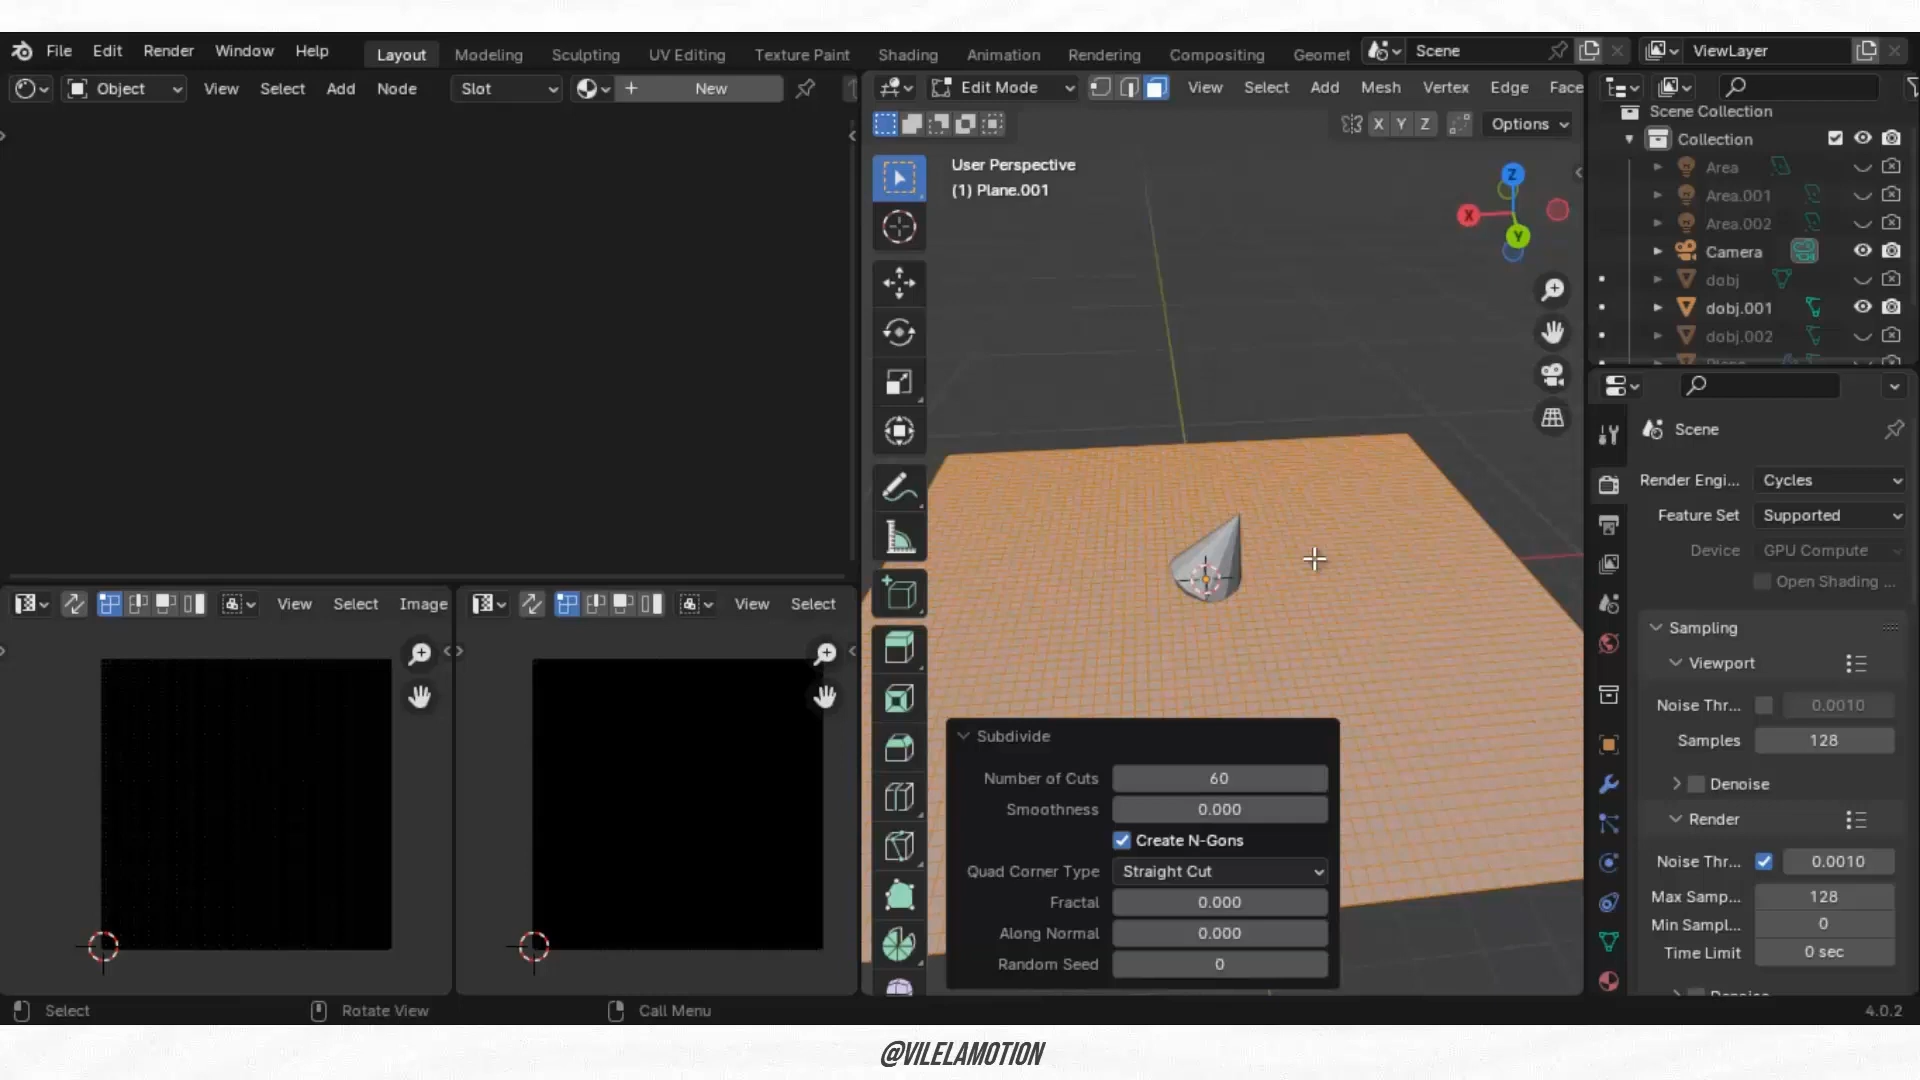 File Edit Render Window Help Layout Modeling Sculpting UV Editing Texture Paint Shading Animation Rendering Compositing Geomet Scene ViewLayer
Object View Select Add Node Slot New
Edit Mode View Select Add Mesh Vertex Edge Face
X Y Z Options
User Perspective
(1) Plane.001
Z
X
Y
Scene Collection
Collection
Area
Area.001
Area.002
Camera
dobj
dobj.001
dobj.002
Scene
Render Engi... Cycles
Feature Set Supported
Device GPU Compute
Open Shading ...
Sampling
Viewport
Noise Thr... 0.0010
Samples 128
Denoise
Render
Noise Thr... 0.0010
Max Samp... 128
Min Sampl... 0
Time Limit 0 sec
View Select Image
View Select
Subdivide
Number of Cuts 60
Smoothness 0.000
Create N-Gons
Quad Corner Type Straight Cut
Fractal 0.000
Along Normal 0.000
Random Seed 0
Select Rotate View Call Menu 4.0.2
@VILELAMOTION